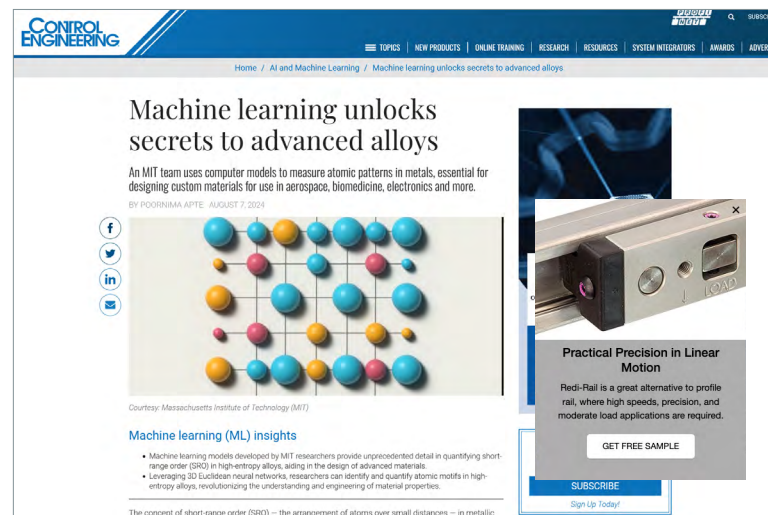 CONTROL
ENGINEERING
PROFI
NET
SUBSC
TOPICS
NEW PRODUCTS
ONLINE TRAINING
RESEARCH
RESOURCES
SYSTEM INTEGRATORS
AWARDS
ADVER
Home / AI and Machine Learning / Machine learning unlocks secrets to advanced alloys
Machine learning unlocks
secrets to advanced alloys
An MIT team uses computer models to measure atomic patterns in metals, essential for
designing custom materials for use in aerospace, biomedicine, electronics and more.
BY POORNIMA APTE AUGUST 7, 2024
Courtesy: Massachusetts Institute of Technology (MIT)
Machine learning (ML) insights
• Machine learning models developed by MIT researchers provide unprecedented detail in quantifying short-
range order (SRO) in high-entropy alloys, aiding in the design of advanced materials.
• Leveraging 3D Euclidean neural networks, researchers can identify and quantify atomic motifs in high-
entropy alloys, revolutionizing the understanding and engineering of material properties.
The concept of short-range order (SRO) — the arrangement of atoms over small distances — in metallic
×
LOAD
Practical Precision in Linear
Motion
Redi-Rail is a great alternative to profile
rail, where high speeds, precision, and
moderate load applications are required.
GET FREE SAMPLE
SUBSCRIBE
Sign Up Today!